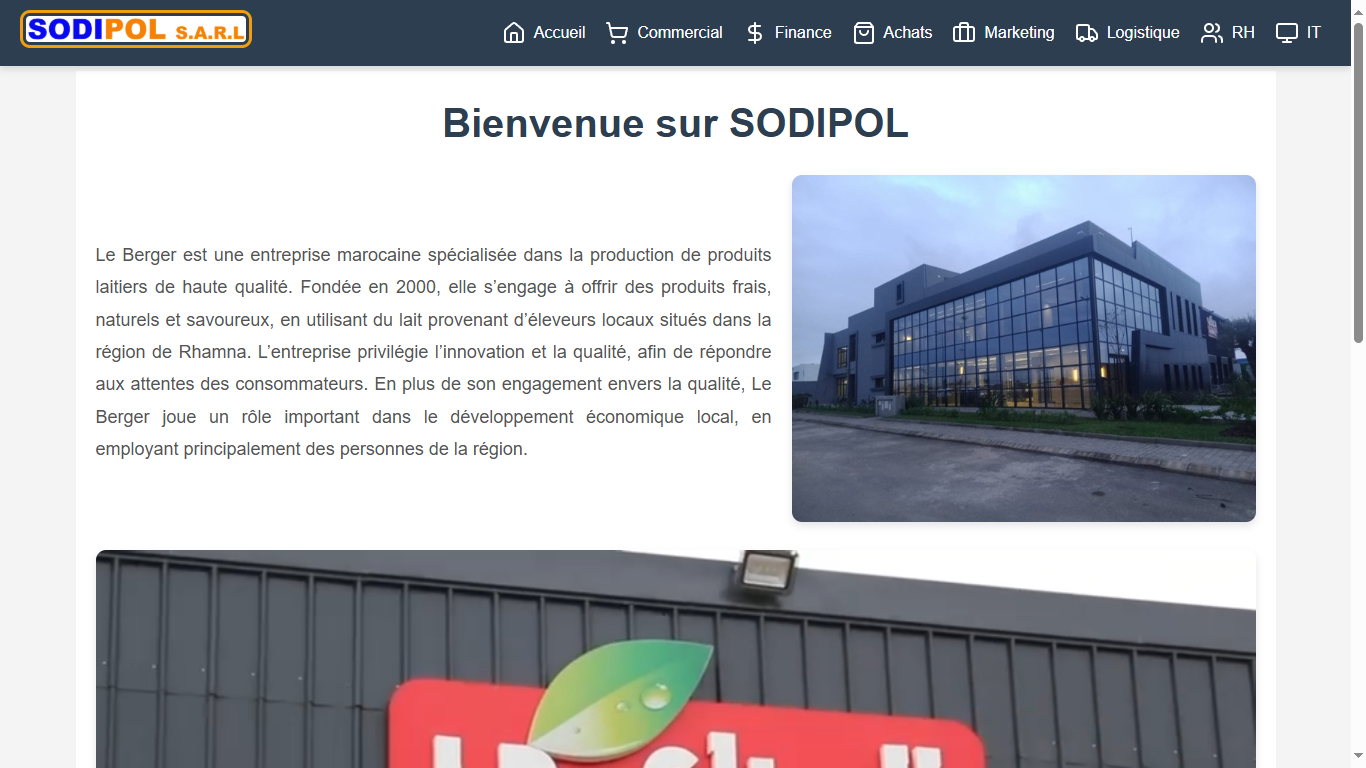 SODIPOL S.A.R.L
Accueil
Commercial
Finance
Achats
Marketing
Logistique
RH
IT
Bienvenue sur SODIPOL
Le Berger est une entreprise marocaine spécialisée dans la production de produits
laitiers de haute qualité. Fondée en 2000, elle s’engage à offrir des produits frais,
naturels et savoureux, en utilisant du lait provenant d’éleveurs locaux situés dans la
région de Rhamna. L’entreprise privilégie l’innovation et la qualité, afin de répondre
aux attentes des consommateurs. En plus de son engagement envers la qualité, Le
Berger joue un rôle important dans le développement économique local, en
employant principalement des personnes de la région.